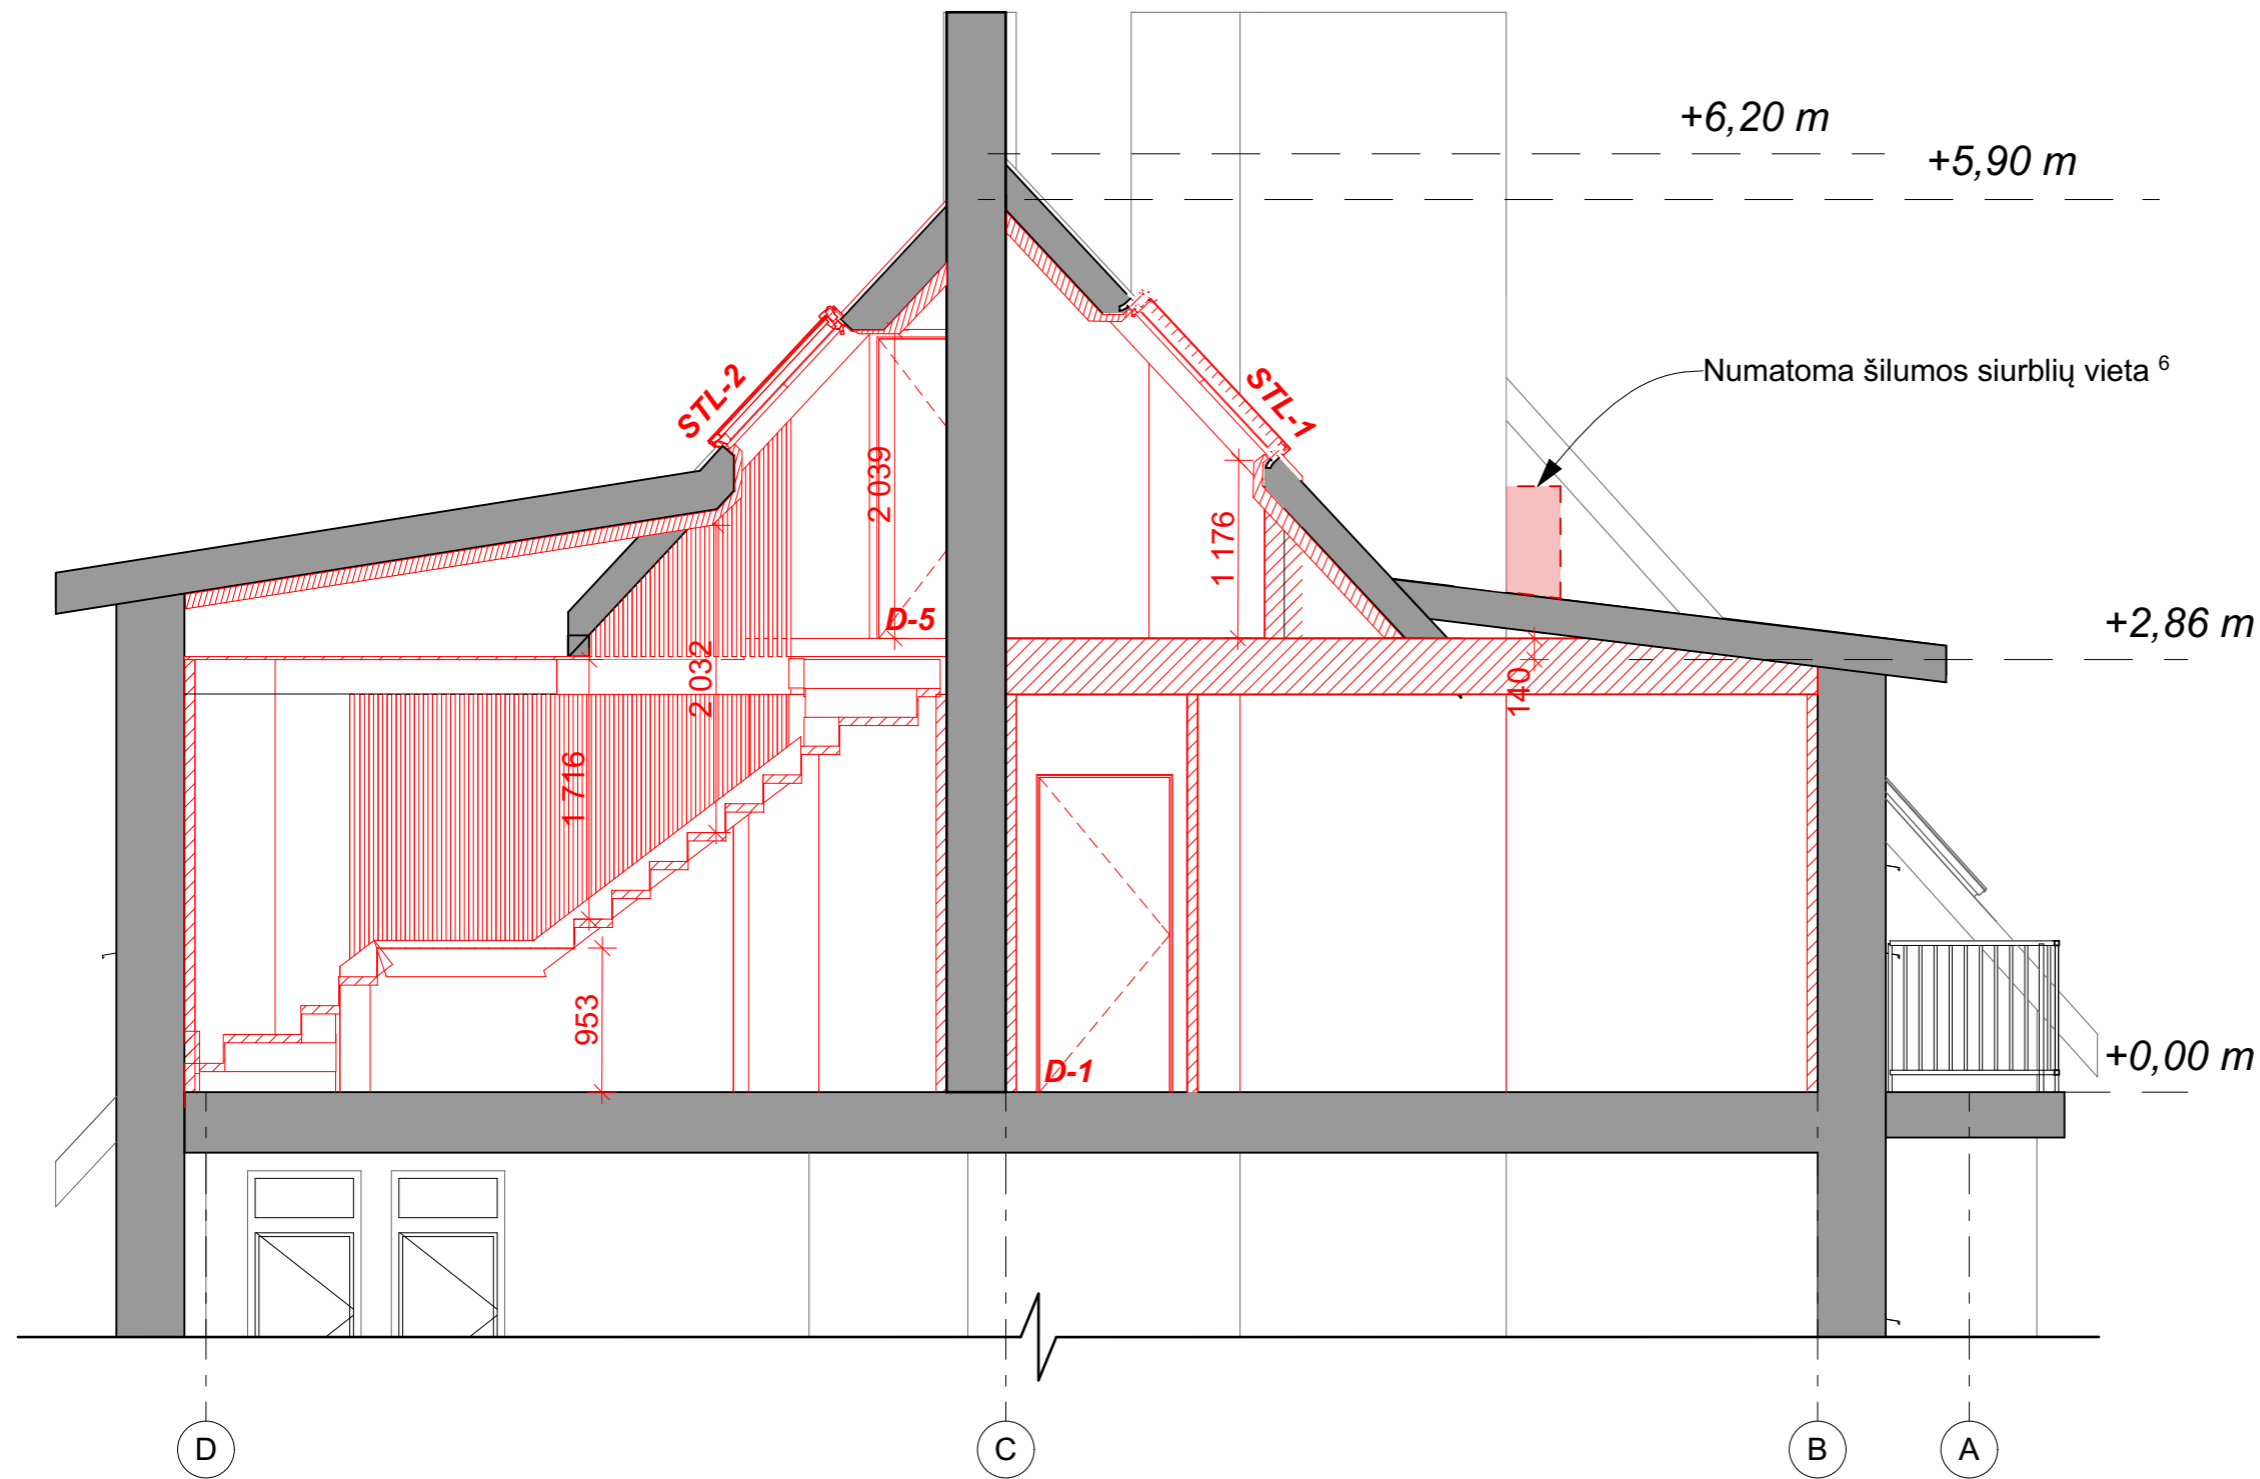 +6,20 m
+5,90 m
Numatoma šilumos siurblių vieta 6
STL-2
STL-1
2 039
1 176
D-5
+2,86 m
2 032
140
1 716
953
D-1
+0,00 m
D
C
B
A